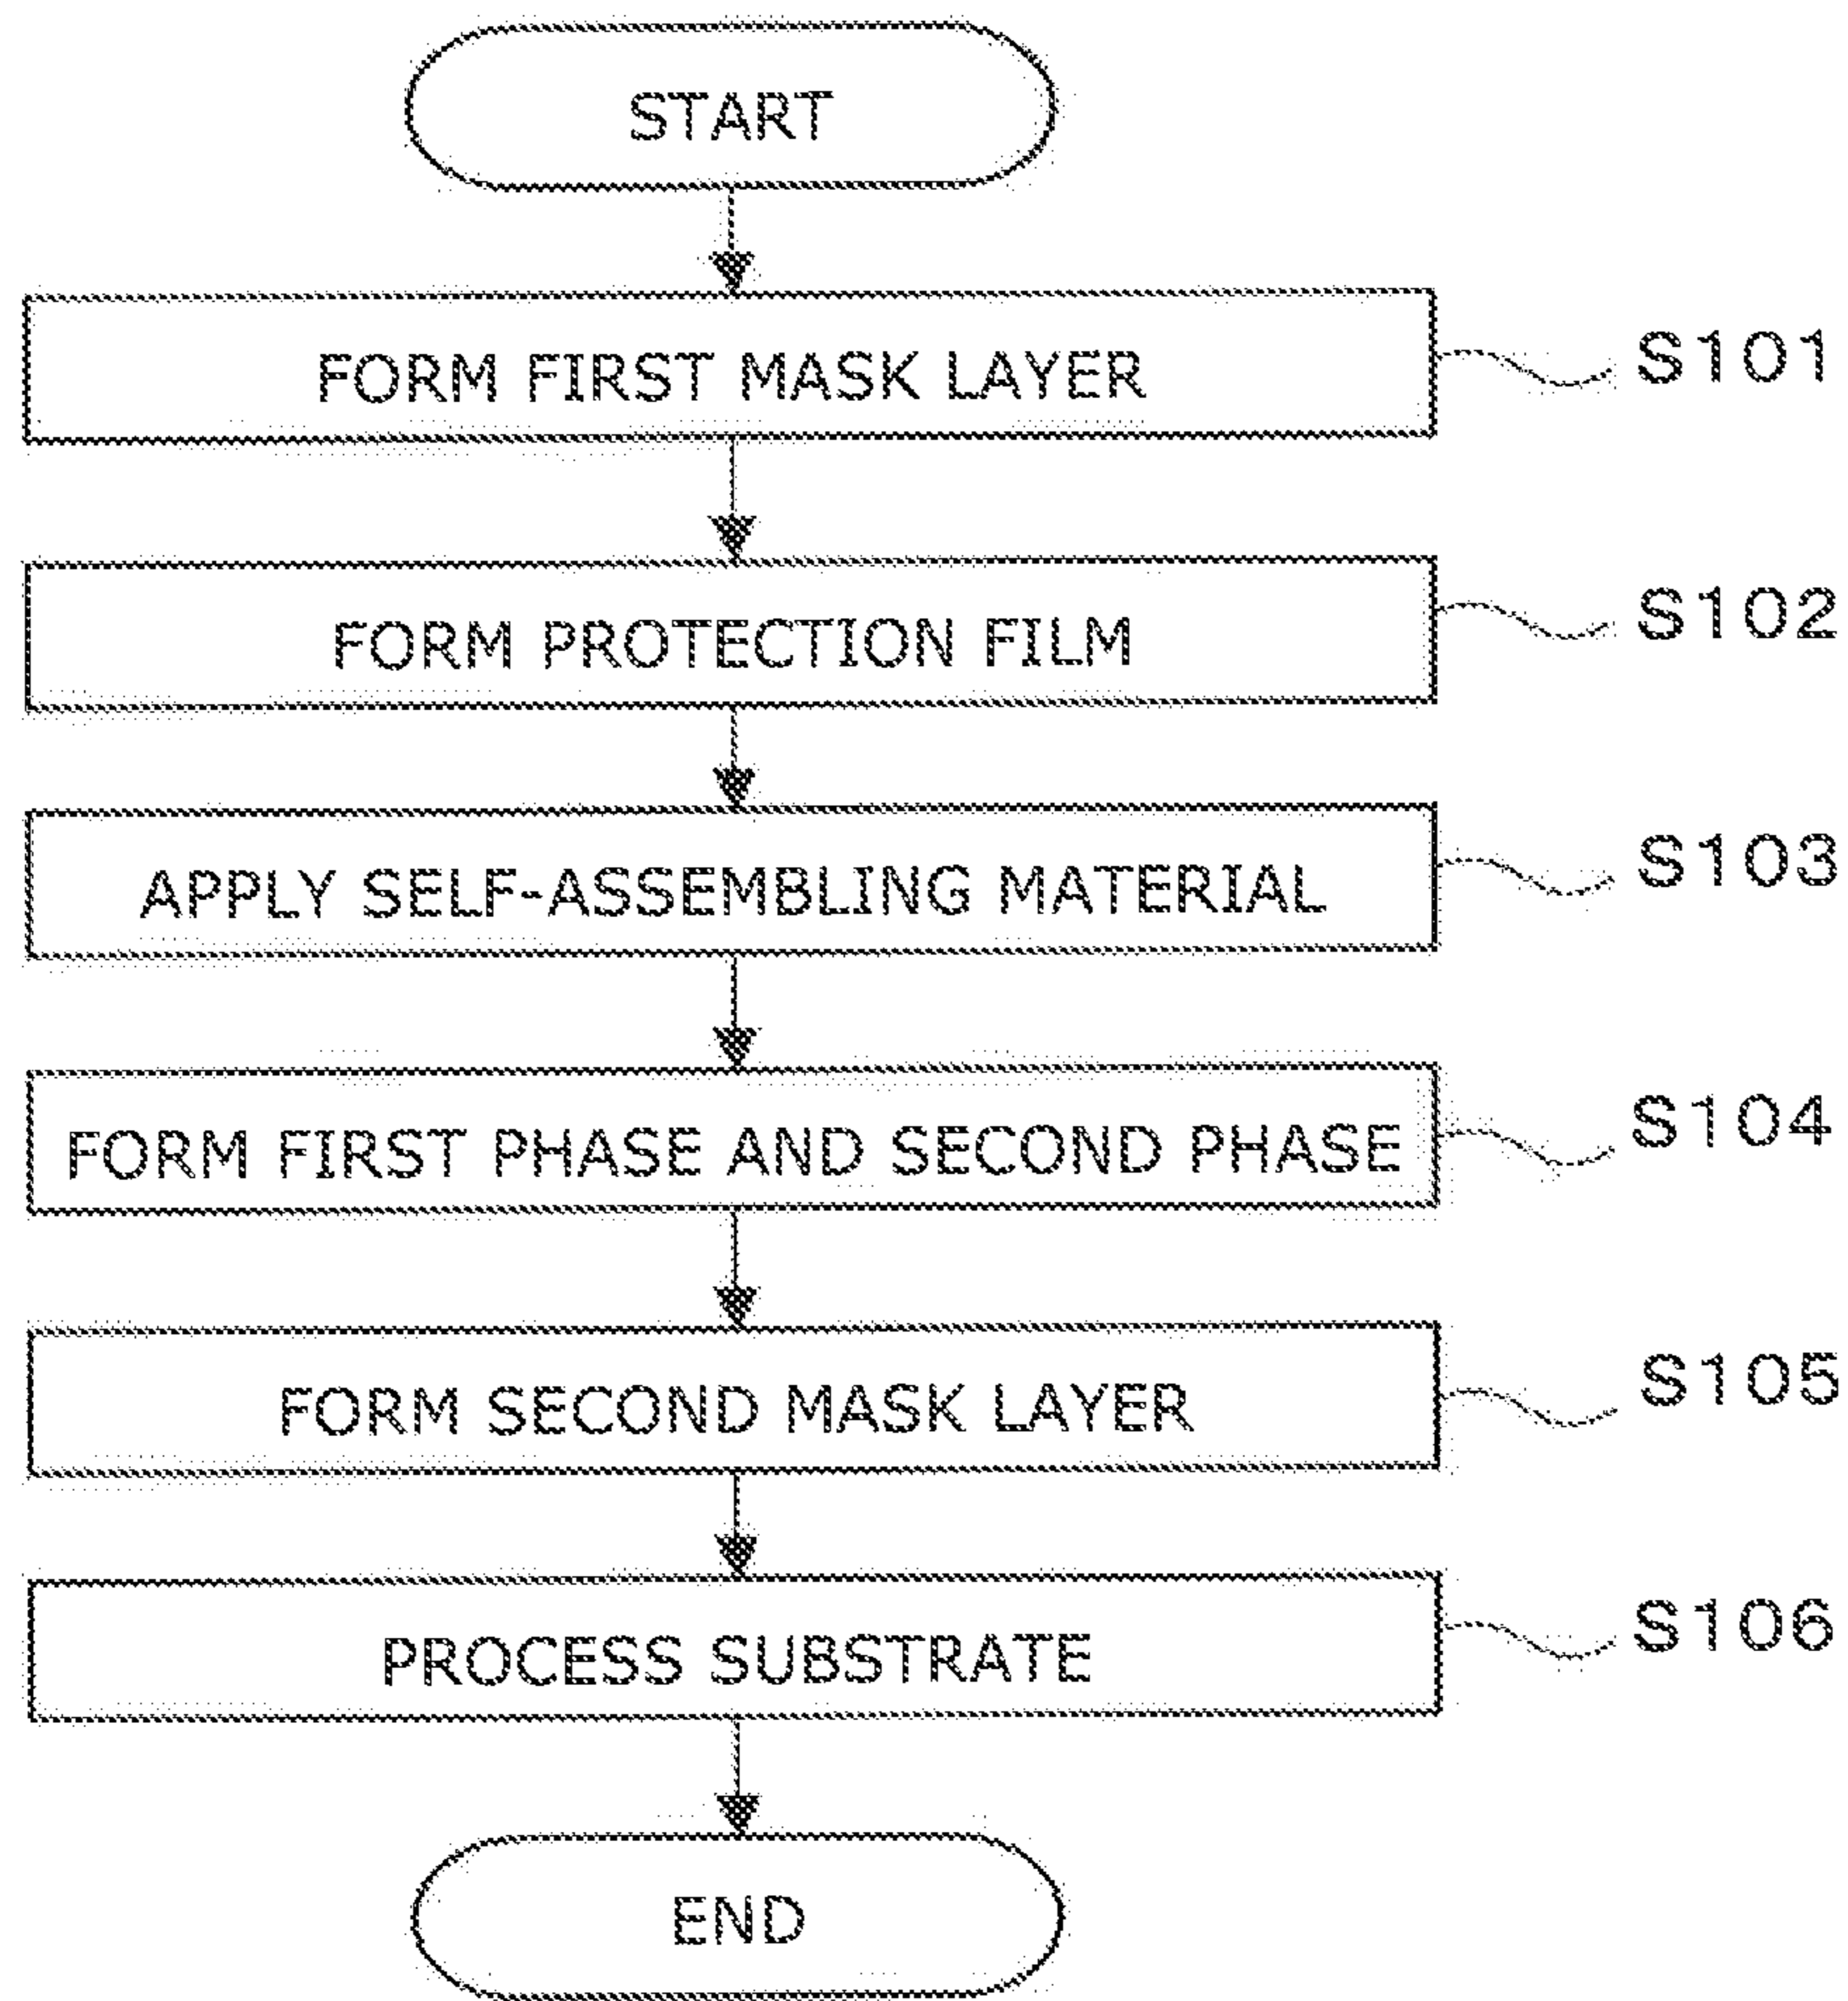 START
FORM FIRST MASK LAYER S101
FORM PROTECTION FILM S102
APPLY SELF-ASSEMBLING MATERIAL S103
FORM FIRST PHASE AND SECOND PHASE S104
FORM SECOND MASK LAYER S105
PROCESS SUBSTRATE S106
END